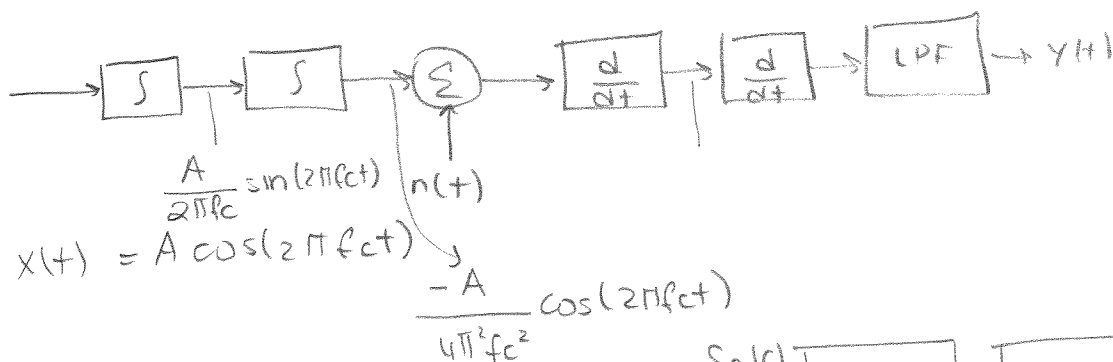 ∫ ∫ Σ d/dt d/dt LPF → y(t)
A/(2πfc) sin(2πfct) n(t)
x(t) = A cos(2πfct)
-A/(4π²fc²) cos(2πfct)